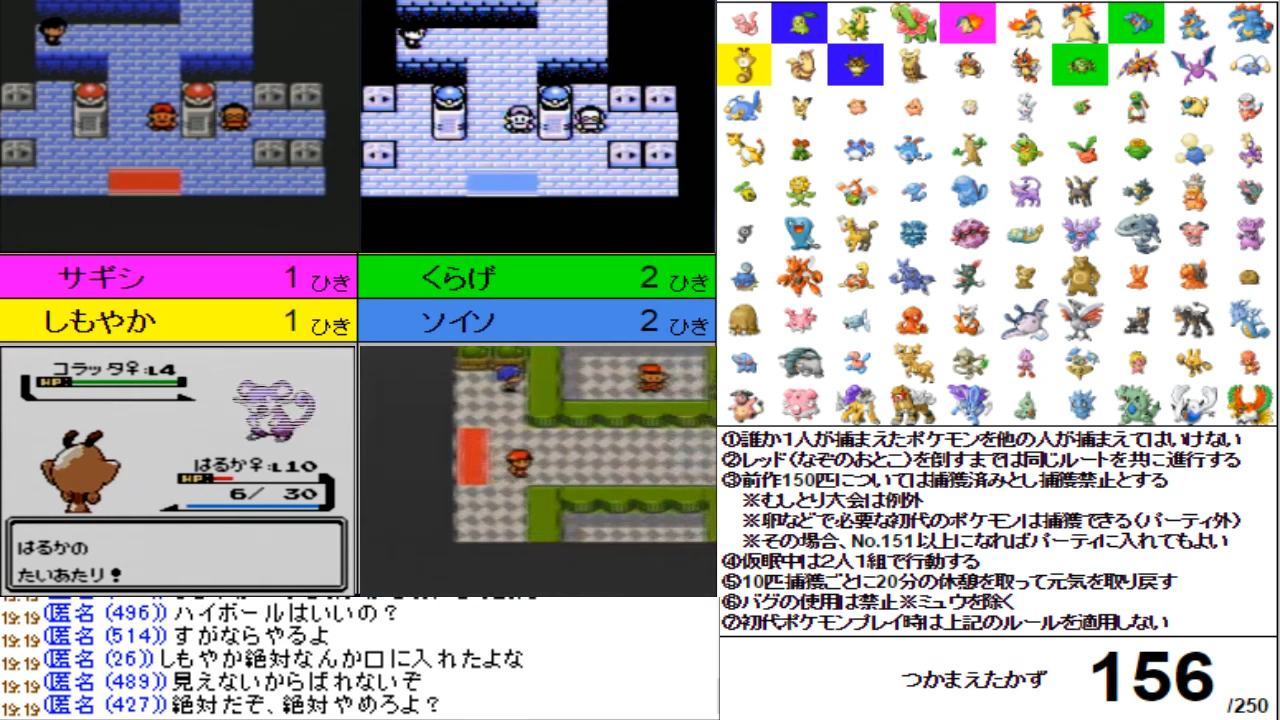 サギシ 1 ひき
くらげ 2 ひき
しもやか 1 ひき
ソイソ 2 ひき
コラッタ♀:L4
HP:
はるか♀:L10
HP:
6/ 30
はるかの
たいあたり!
19:19 (匿名 (496)) ハイボールはいいの?
19:19 (匿名 (514)) すがならやるよ
19:19 (匿名 (26)) しもやか絶対なんか口に入れたよな
19:19 (匿名 (489)) 見えないからばれないぞ
19:19 (匿名 (427)) 絶対だぞ、絶対やめろよ?
①誰か1人が捕まえたポケモンを他の人が捕まえてはいけない
②レッド(なぞのおとこ)を倒すまでは同じルートを共に進行する
③前作150匹については捕獲済みとし捕獲禁止とする
※むしとり大会は例外
※卵などで必要な初代のポケモンは捕獲できる(パーティ外)
※その場合、No.151以上になればパーティに入れてもよい
④仮眠中は2人1組で行動する
⑤10匹捕獲ごとに20分の休憩を取って元気を取り戻す
⑥バグの使用は禁止※ミュウを除く
⑦初代ポケモンプレイ時は上記のルールを適用しない
つかまえたかず 156 /250